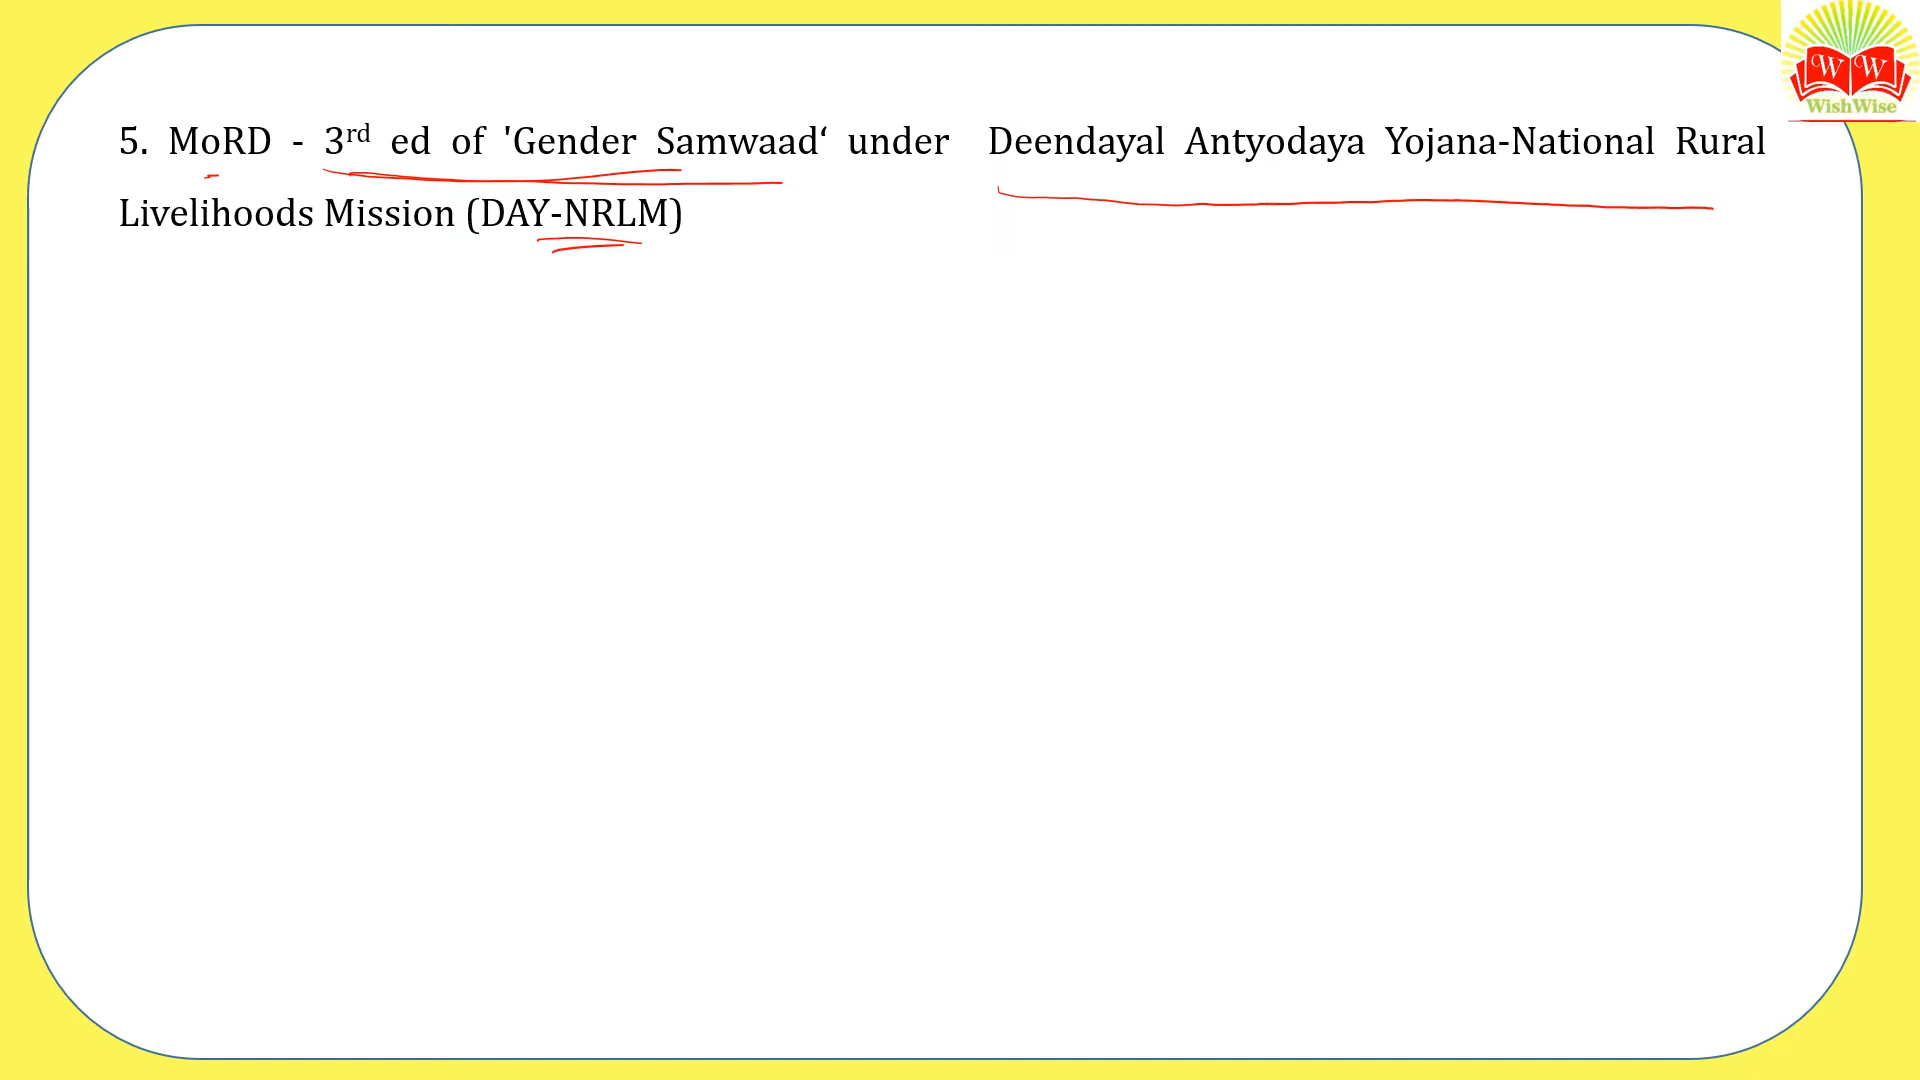 W W
WishWise
5. MoRD - 3rd ed of 'Gender Samwaad‘ under Deendayal Antyodaya Yojana-National Rural
Livelihoods Mission (DAY-NRLM)